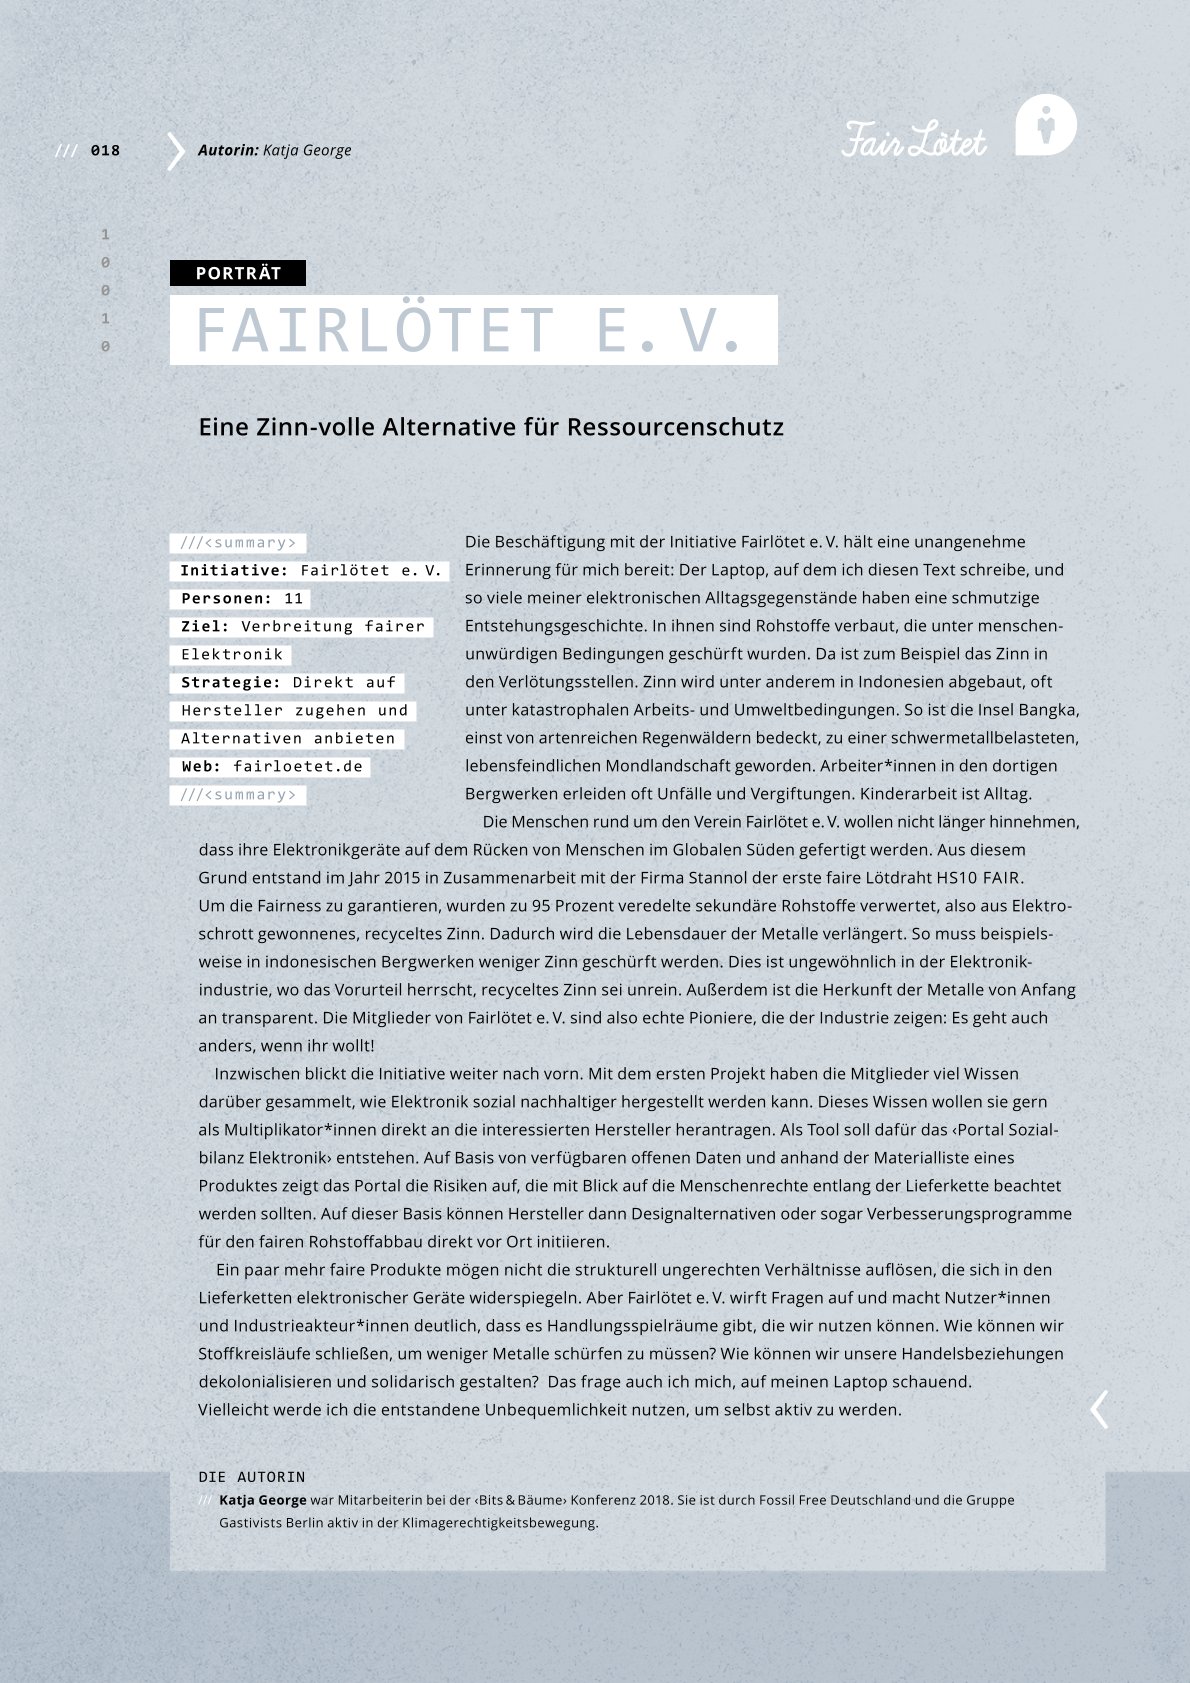 /// 018
Autorin: Katja George
Fair Lötet
1
0
0
1
0
PORTRÄT
FAIRLÖTET E. V.
Eine Zinn-volle Alternative für Ressourcenschutz
///<summary>
Initiative: Fairlötet e. V.
Personen: 11
Ziel: Verbreitung fairer
Elektronik
Strategie: Direkt auf
Hersteller zugehen und
Alternativen anbieten
Web: fairloetet.de
///<summary>
Die Beschäftigung mit der Initiative Fairlötet e. V. hält eine unangenehme
Erinnerung für mich bereit: Der Laptop, auf dem ich diesen Text schreibe, und
so viele meiner elektronischen Alltagsgegenstände haben eine schmutzige
Entstehungsgeschichte. In ihnen sind Rohstoffe verbaut, die unter menschen-
unwürdigen Bedingungen geschürft wurden. Da ist zum Beispiel das Zinn in
den Verlötungsstellen. Zinn wird unter anderem in Indonesien abgebaut, oft
unter katastrophalen Arbeits- und Umweltbedingungen. So ist die Insel Bangka,
einst von artenreichen Regenwäldern bedeckt, zu einer schwermetallbelasteten,
lebensfeindlichen Mondlandschaft geworden. Arbeiter*innen in den dortigen
Bergwerken erleiden oft Unfälle und Vergiftungen. Kinderarbeit ist Alltag.
Die Menschen rund um den Verein Fairlötet e. V. wollen nicht länger hinnehmen,
dass ihre Elektronikgeräte auf dem Rücken von Menschen im Globalen Süden gefertigt werden. Aus diesem
Grund entstand im Jahr 2015 in Zusammenarbeit mit der Firma Stannol der erste faire Lötdraht HS10 FAIR.
Um die Fairness zu garantieren, wurden zu 95 Prozent veredelte sekundäre Rohstoffe verwertet, also aus Elektro-
schrott gewonnenes, recyceltes Zinn. Dadurch wird die Lebensdauer der Metalle verlängert. So muss beispiels-
weise in indonesischen Bergwerken weniger Zinn geschürft werden. Dies ist ungewöhnlich in der Elektronik-
industrie, wo das Vorurteil herrscht, recyceltes Zinn sei unrein. Außerdem ist die Herkunft der Metalle von Anfang
an transparent. Die Mitglieder von Fairlötet e. V. sind also echte Pioniere, die der Industrie zeigen: Es geht auch
anders, wenn ihr wollt!
Inzwischen blickt die Initiative weiter nach vorn. Mit dem ersten Projekt haben die Mitglieder viel Wissen
darüber gesammelt, wie Elektronik sozial nachhaltiger hergestellt werden kann. Dieses Wissen wollen sie gern
als Multiplikator*innen direkt an die interessierten Hersteller herantragen. Als Tool soll dafür das ‹Portal Sozial-
bilanz Elektronik› entstehen. Auf Basis von verfügbaren offenen Daten und anhand der Materialliste eines
Produktes zeigt das Portal die Risiken auf, die mit Blick auf die Menschenrechte entlang der Lieferkette beachtet
werden sollten. Auf dieser Basis können Hersteller dann Designalternativen oder sogar Verbesserungsprogramme
für den fairen Rohstoffabbau direkt vor Ort initiieren.
Ein paar mehr faire Produkte mögen nicht die strukturell ungerechten Verhältnisse auflösen, die sich in den
Lieferketten elektronischer Geräte widerspiegeln. Aber Fairlötet e. V. wirft Fragen auf und macht Nutzer*innen
und Industrieakteur*innen deutlich, dass es Handlungsspielräume gibt, die wir nutzen können. Wie können wir
Stoffkreisläufe schließen, um weniger Metalle schürfen zu müssen? Wie können wir unsere Handelsbeziehungen
dekolonialisieren und solidarisch gestalten? Das frage auch ich mich, auf meinen Laptop schauend.
Vielleicht werde ich die entstandene Unbequemlichkeit nutzen, um selbst aktiv zu werden.
DIE AUTORIN
/// Katja George war Mitarbeiterin bei der ‹Bits & Bäume› Konferenz 2018. Sie ist durch Fossil Free Deutschland und die Gruppe
Gastivists Berlin aktiv in der Klimagerechtigkeitsbewegung.